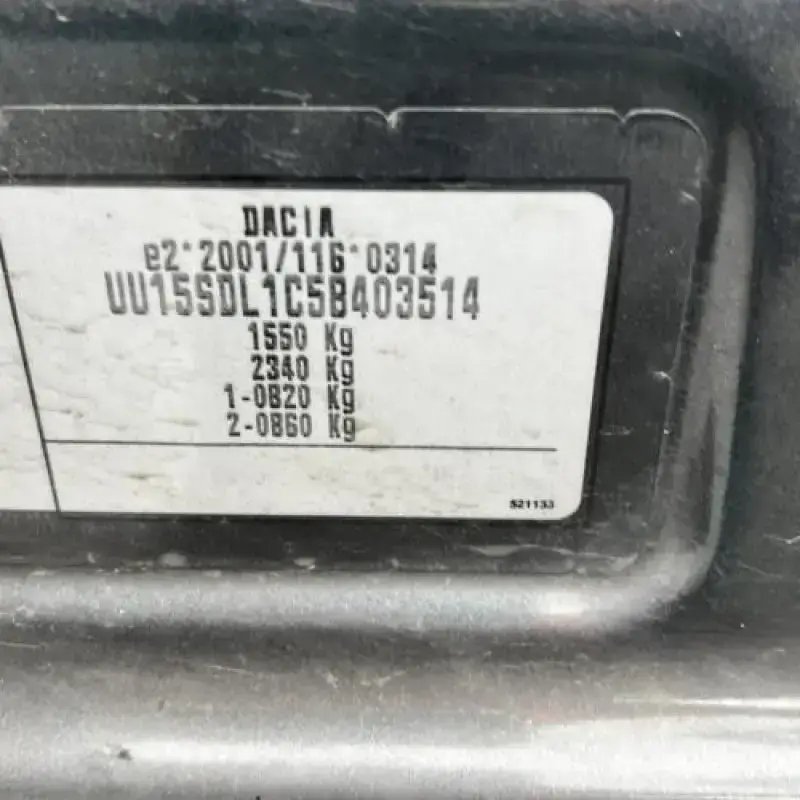 DACIA
e2*2001/116*0314
UU15SDL1C5B403514
1550 Kg
2340 Kg
1-0820 Kg
2-0860 Kg
521133